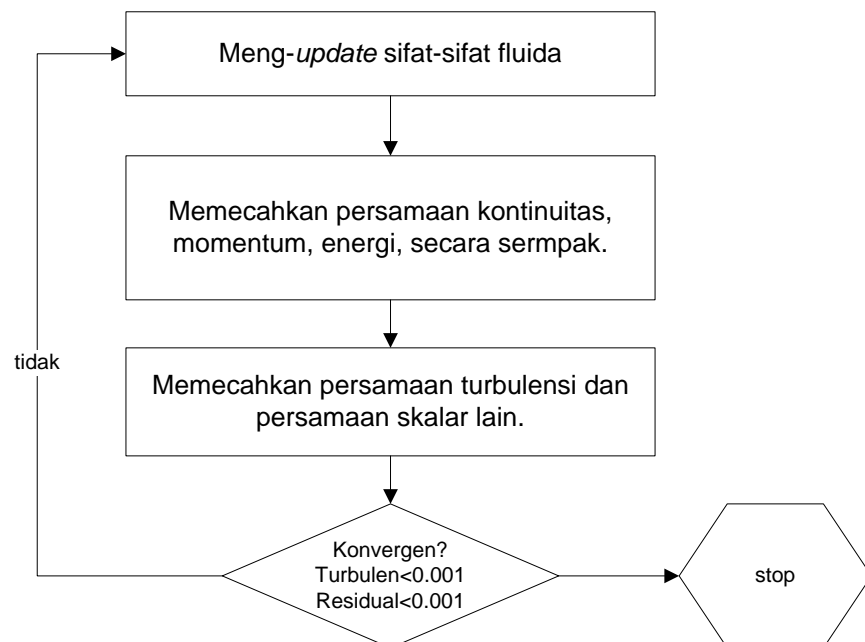 Meng-update sifat-sifat fluida
Memecahkan persamaan kontinuitas,
momentum, energi, secara sermpak.
tidak
Memecahkan persamaan turbulensi dan
persamaan skalar lain.
Konvergen?
Turbulen<0.001
Residual<0.001
stop